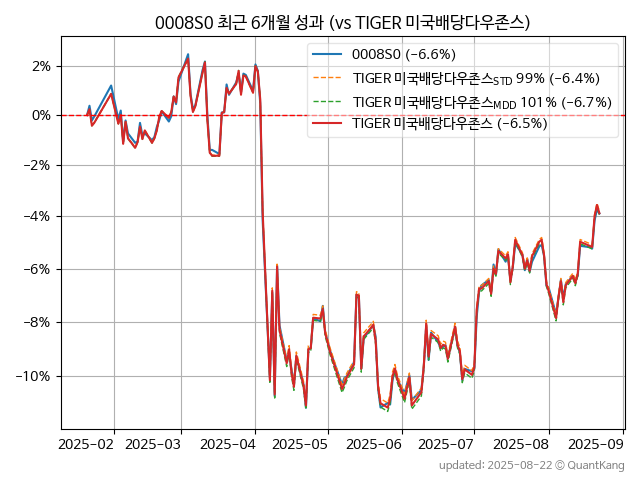 0008S0 최근 6개월 성과 (vs TIGER 미국배당다우존스)
0008S0 (−6.6%)
TIGER 미국배당다우존스STD 99% (−6.4%)
TIGER 미국배당다우존스MDD 101% (−6.7%)
TIGER 미국배당다우존스 (−6.5%)
2%
0%
−2%
−4%
−6%
−8%
−10%
2025-02 2025-03 2025-04 2025-05 2025-06 2025-07 2025-08 2025-09
updated: 2025-08-22 © QuantKang